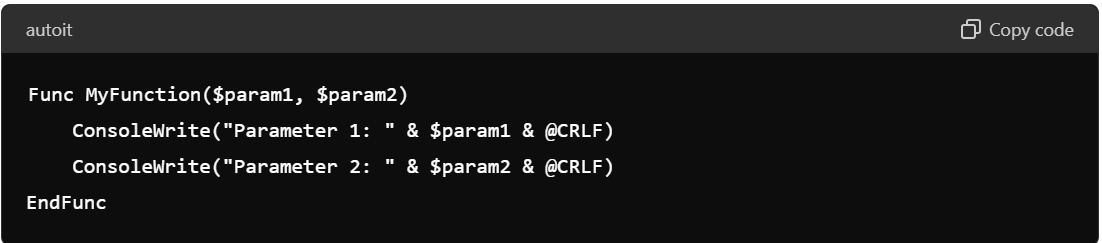 autoit
Copy code
Func MyFunction($param1, $param2)
    ConsoleWrite("Parameter 1: " & $param1 & @CRLF)
    ConsoleWrite("Parameter 2: " & $param2 & @CRLF)
EndFunc